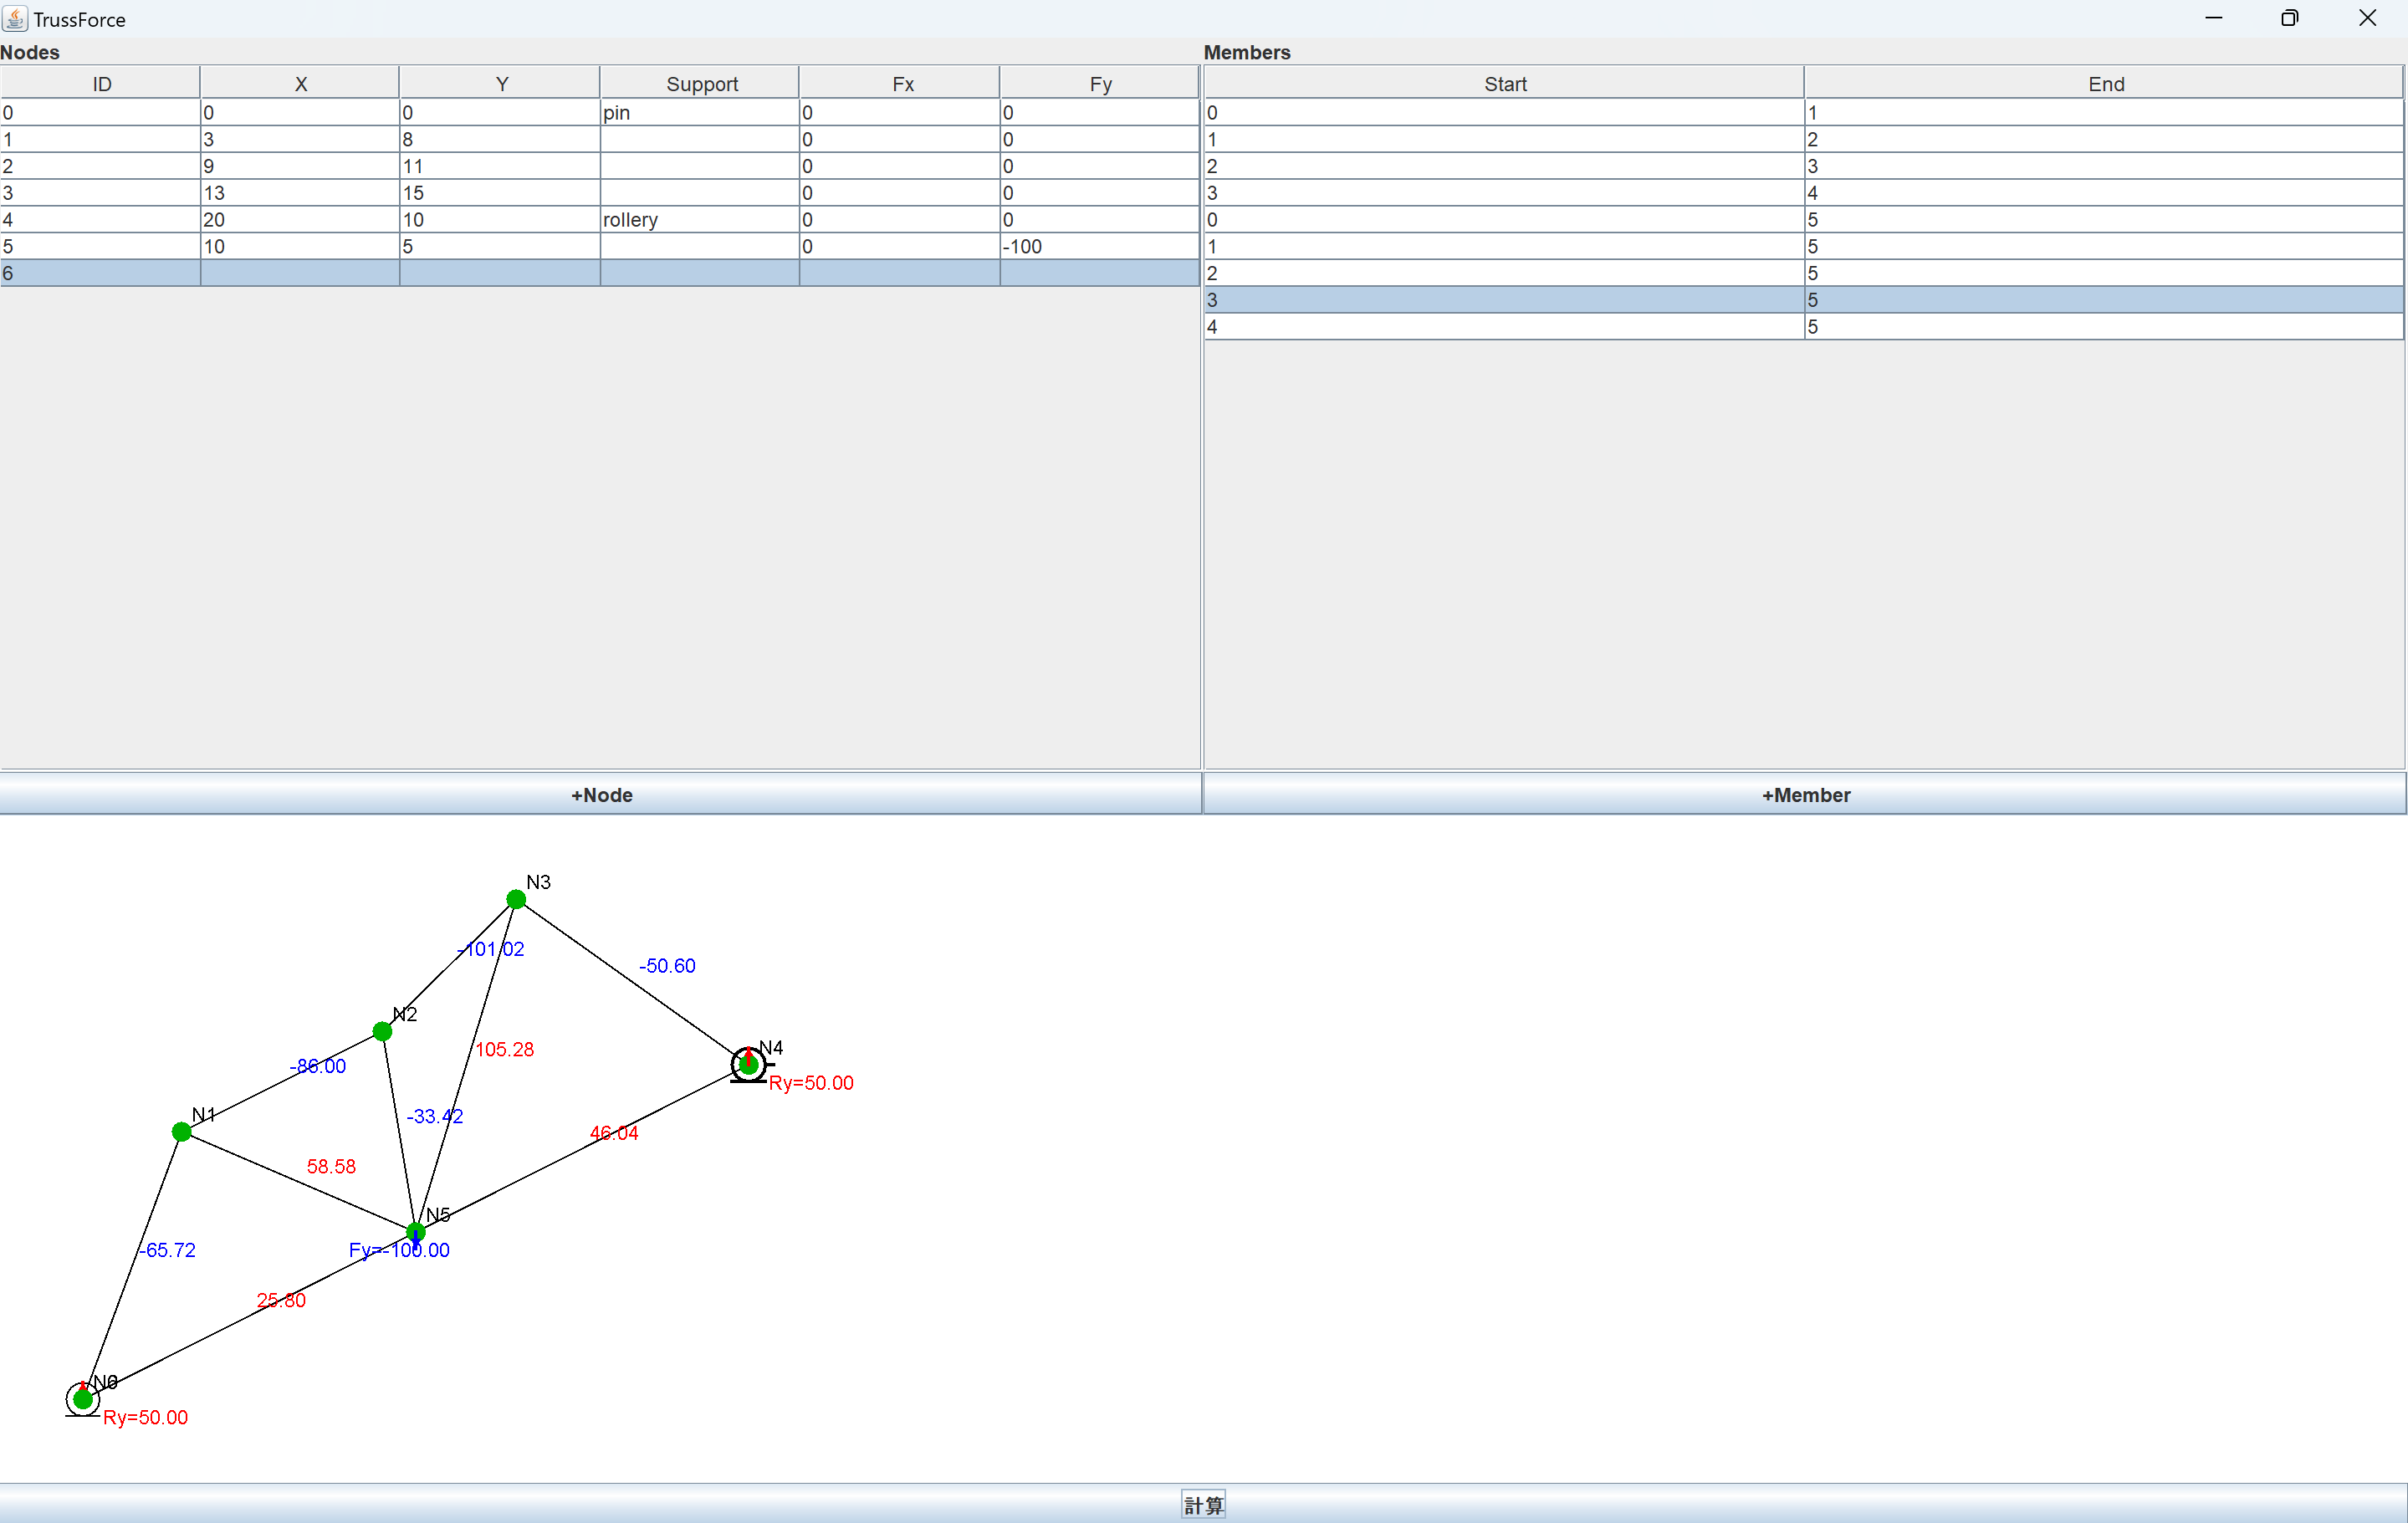 TrussForce
Nodes
ID X Y Support Fx Fy
0 0 0 pin 0 0
1 3 8 0 0
2 9 11 0 0
3 13 15 0 0
4 20 10 rollery 0 0
5 10 5 0 -100
6
+Node
Members
Start End
0 1
1 2
2 3
3 4
0 5
1 5
2 5
3 5
4 5
+Member
N3
-101.02
-50.60
N2
N4
105.28
-86.00
Ry=50.00
N1
-33.42
46.04
58.58
N5
-65.72
Fy=-100.00
25.80
Ry=50.00
計算